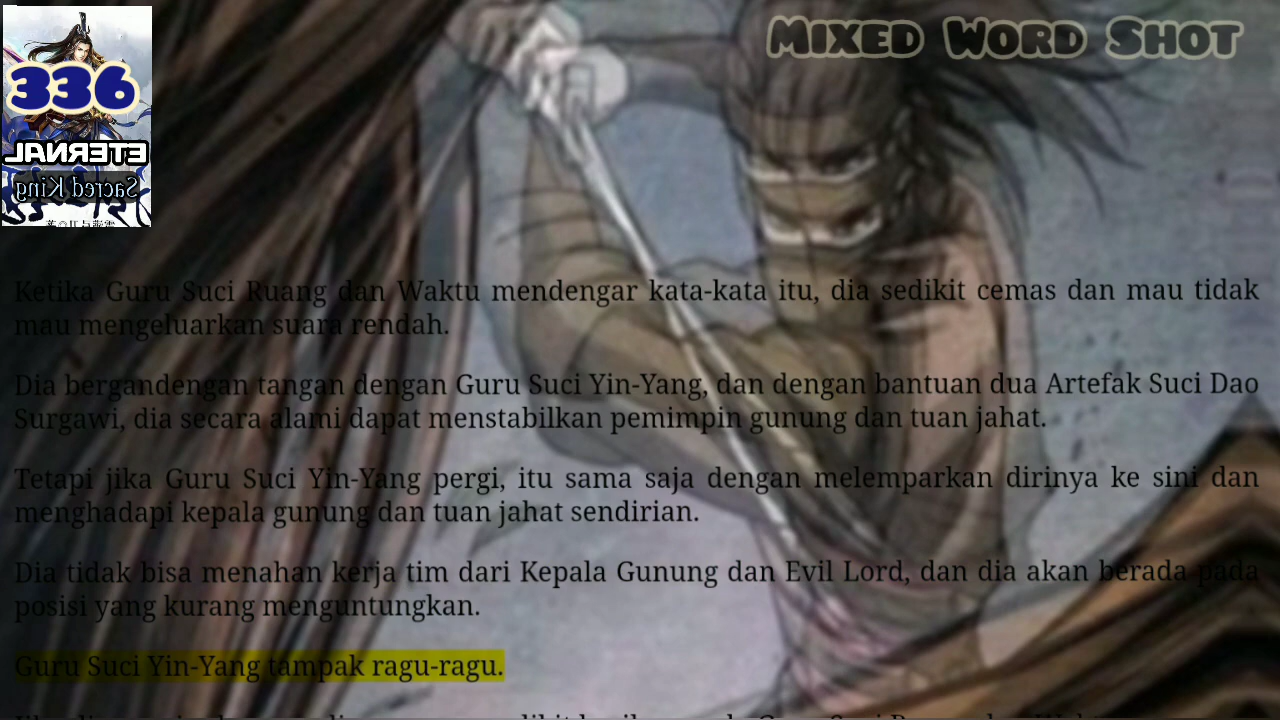 MIXED WORD SHOT
336
ETERNAL
Sacred King
Ketika Guru Suci Ruang dan Waktu mendengar kata-kata itu, dia sedikit cemas dan mau tidak
mau mengeluarkan suara rendah.
Dia bergandengan tangan dengan Guru Suci Yin-Yang, dan dengan bantuan dua Artefak Suci Dao
Surgawi, dia secara alami dapat menstabilkan pemimpin gunung dan tuan jahat.
Tetapi jika Guru Suci Yin-Yang pergi, itu sama saja dengan melemparkan dirinya ke sini dan
menghadapi kepala gunung dan tuan jahat sendirian.
Dia tidak bisa menahan kerja tim dari Kepala Gunung dan Evil Lord, dan dia akan berada pada
posisi yang kurang menguntungkan.
Guru Suci Yin-Yang tampak ragu-ragu.